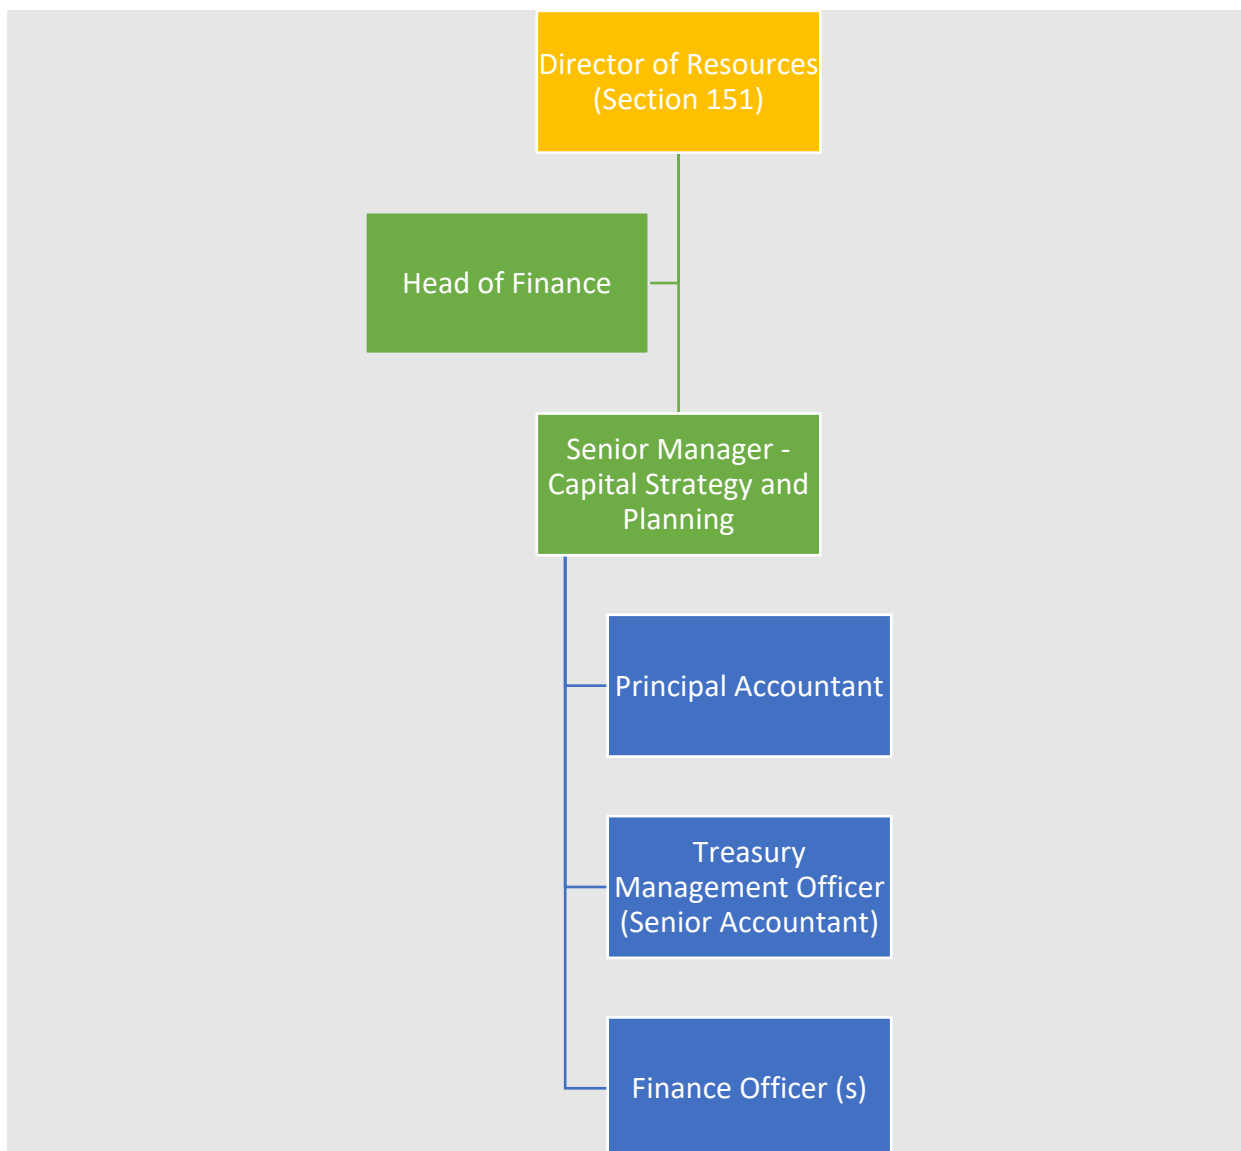 Director of Resources
(Section 151)
Head of Finance
Senior Manager -
Capital Strategy and
Planning
Principal Accountant
Treasury
Management Officer
(Senior Accountant)
Finance Officer (s)